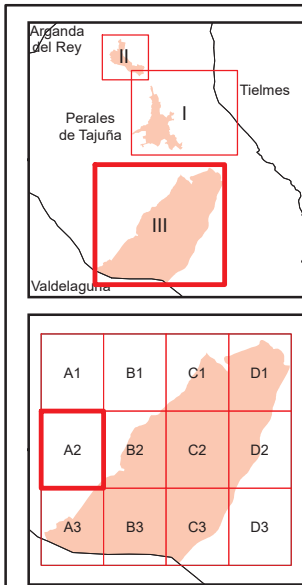 Arganda
del Rey
II
Tielmes
I
Perales
de Tajuña
III
Valdelaguna
A1 B1 C1 D1
A2 B2 C2 D2
A3 B3 C3 D3